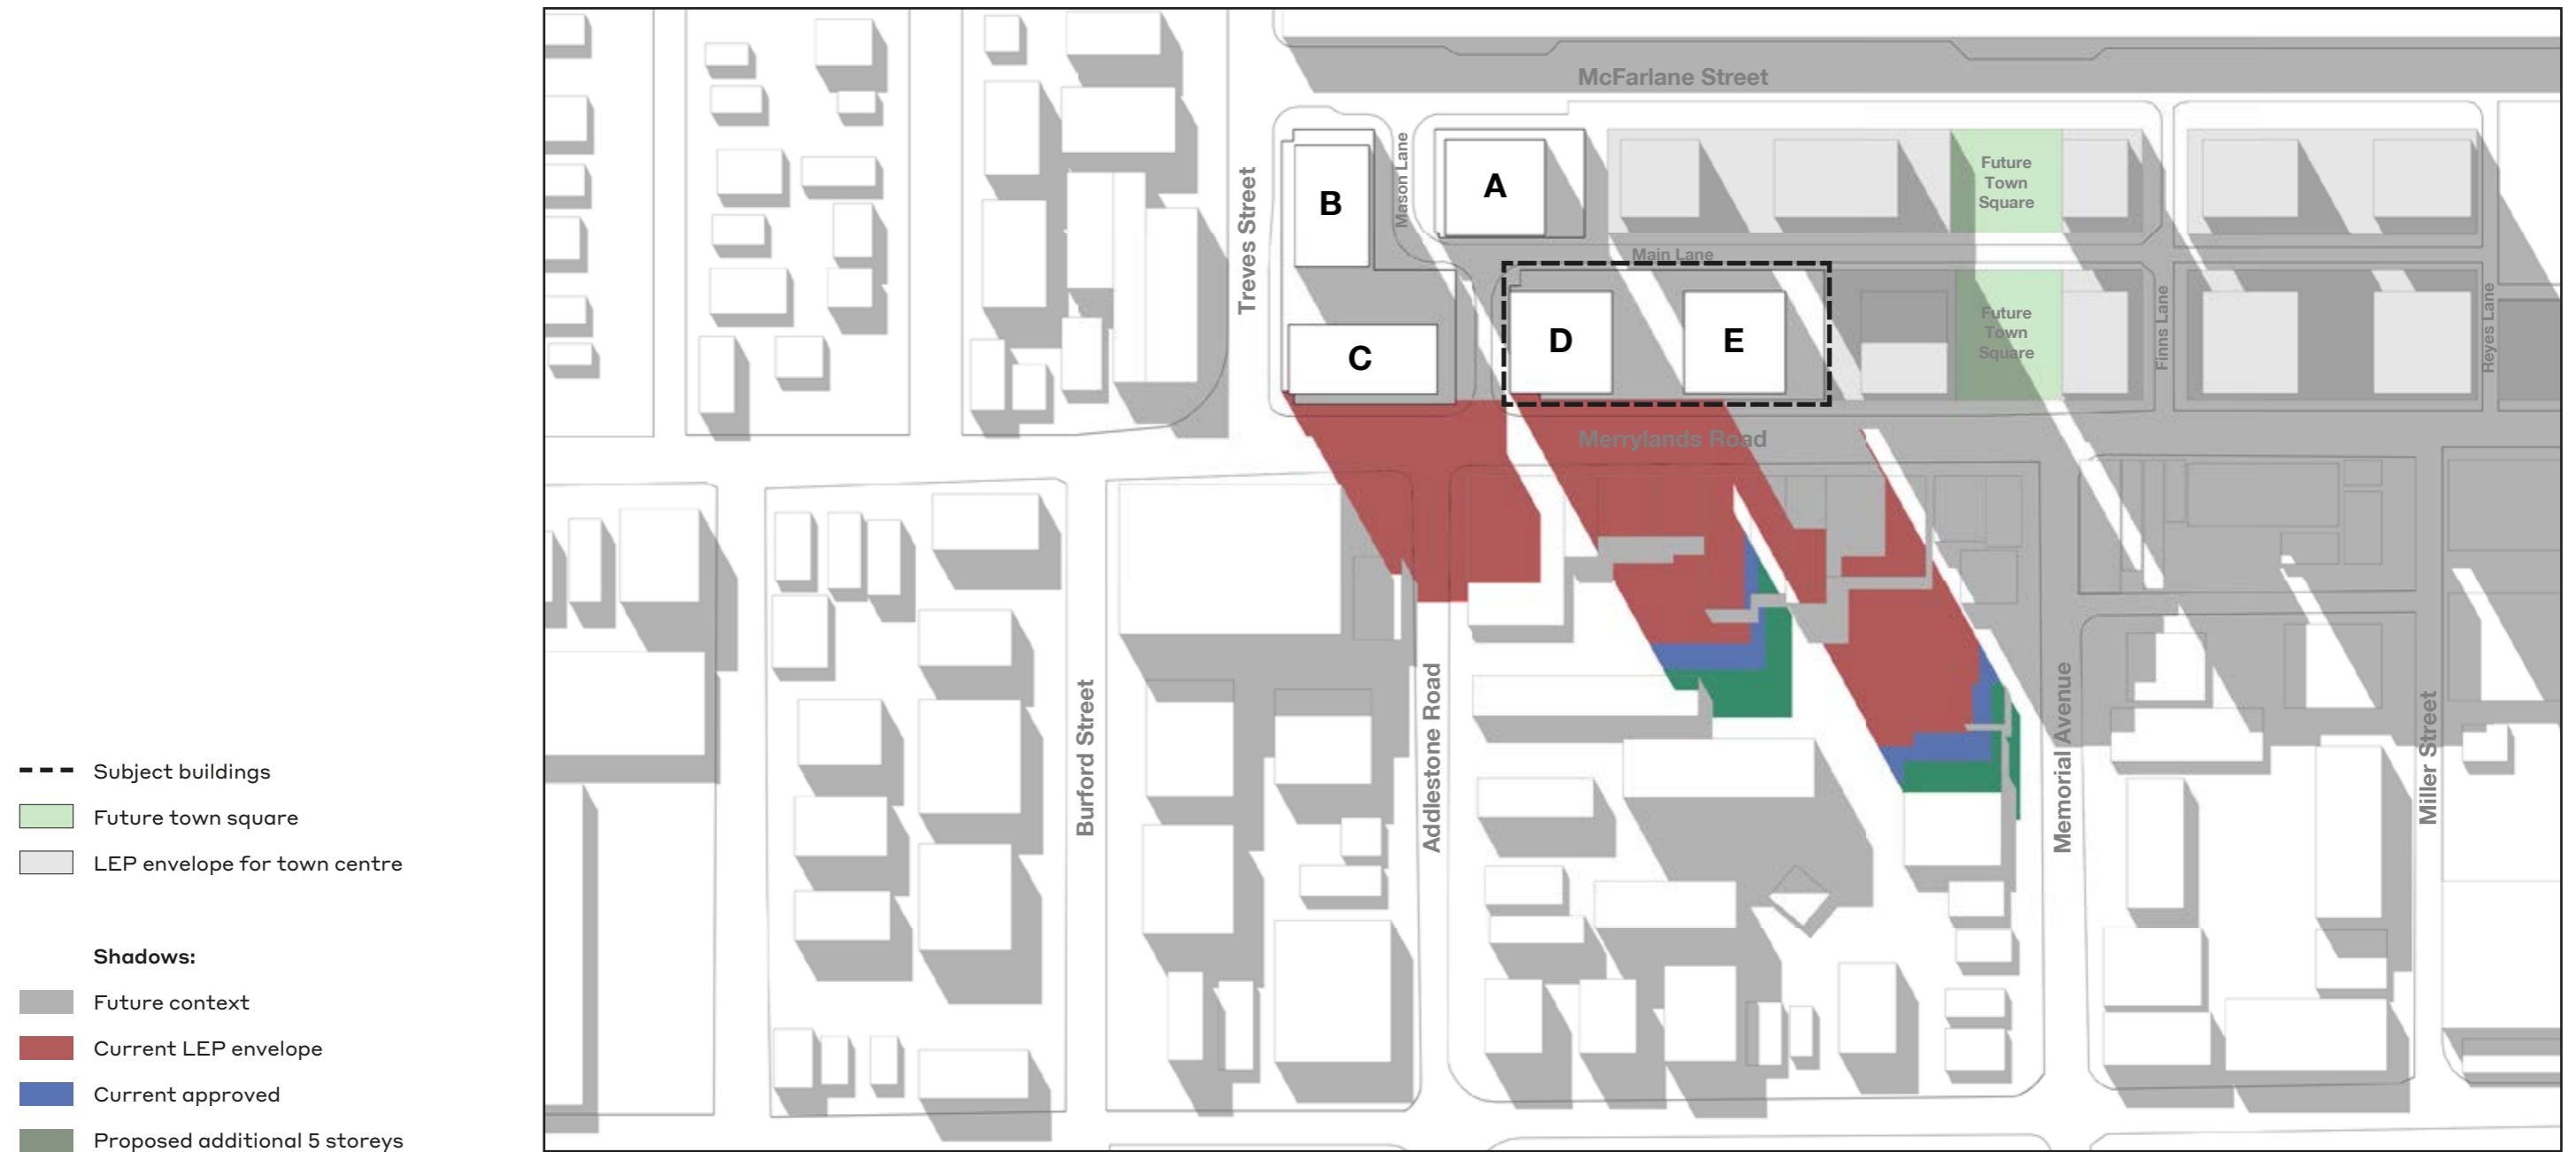 McFarlane Street
Treves Street
Mason Lane
B
A
Future
Town
Square
Main Lane
C
D
E
Future
Town
Square
Finns Lane
Reyes Lane
Merrylands Road
Burford Street
Addlestone Road
Memorial Avenue
Miller Street
Subject buildings
Future town square
LEP envelope for town centre
Shadows:
Future context
Current LEP envelope
Current approved
Proposed additional 5 storeys